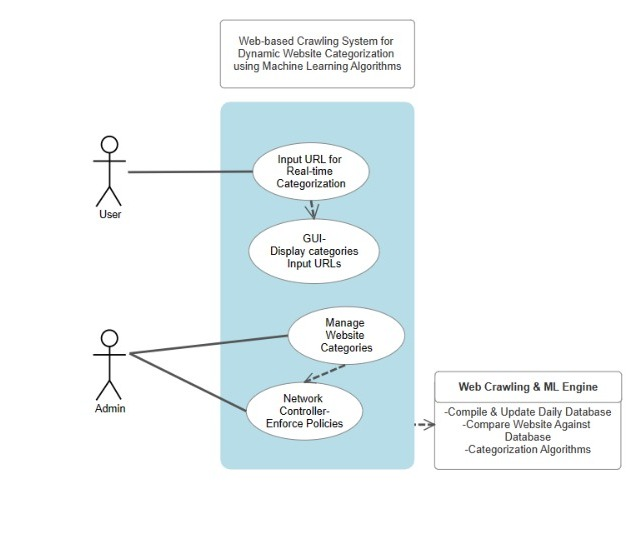 Web-based Crawling System for
Dynamic Website Categorization
using Machine Learning Algorithms
Input URL for
Real-time
Categorization
User
GUI-
Display categories
Input URLs
Manage
Website
Categories
Admin
Network
Controller-
Enforce Policies
Web Crawling & ML Engine
-Compile & Update Daily Database
-Compare Website Against
Database
-Categorization Algorithms